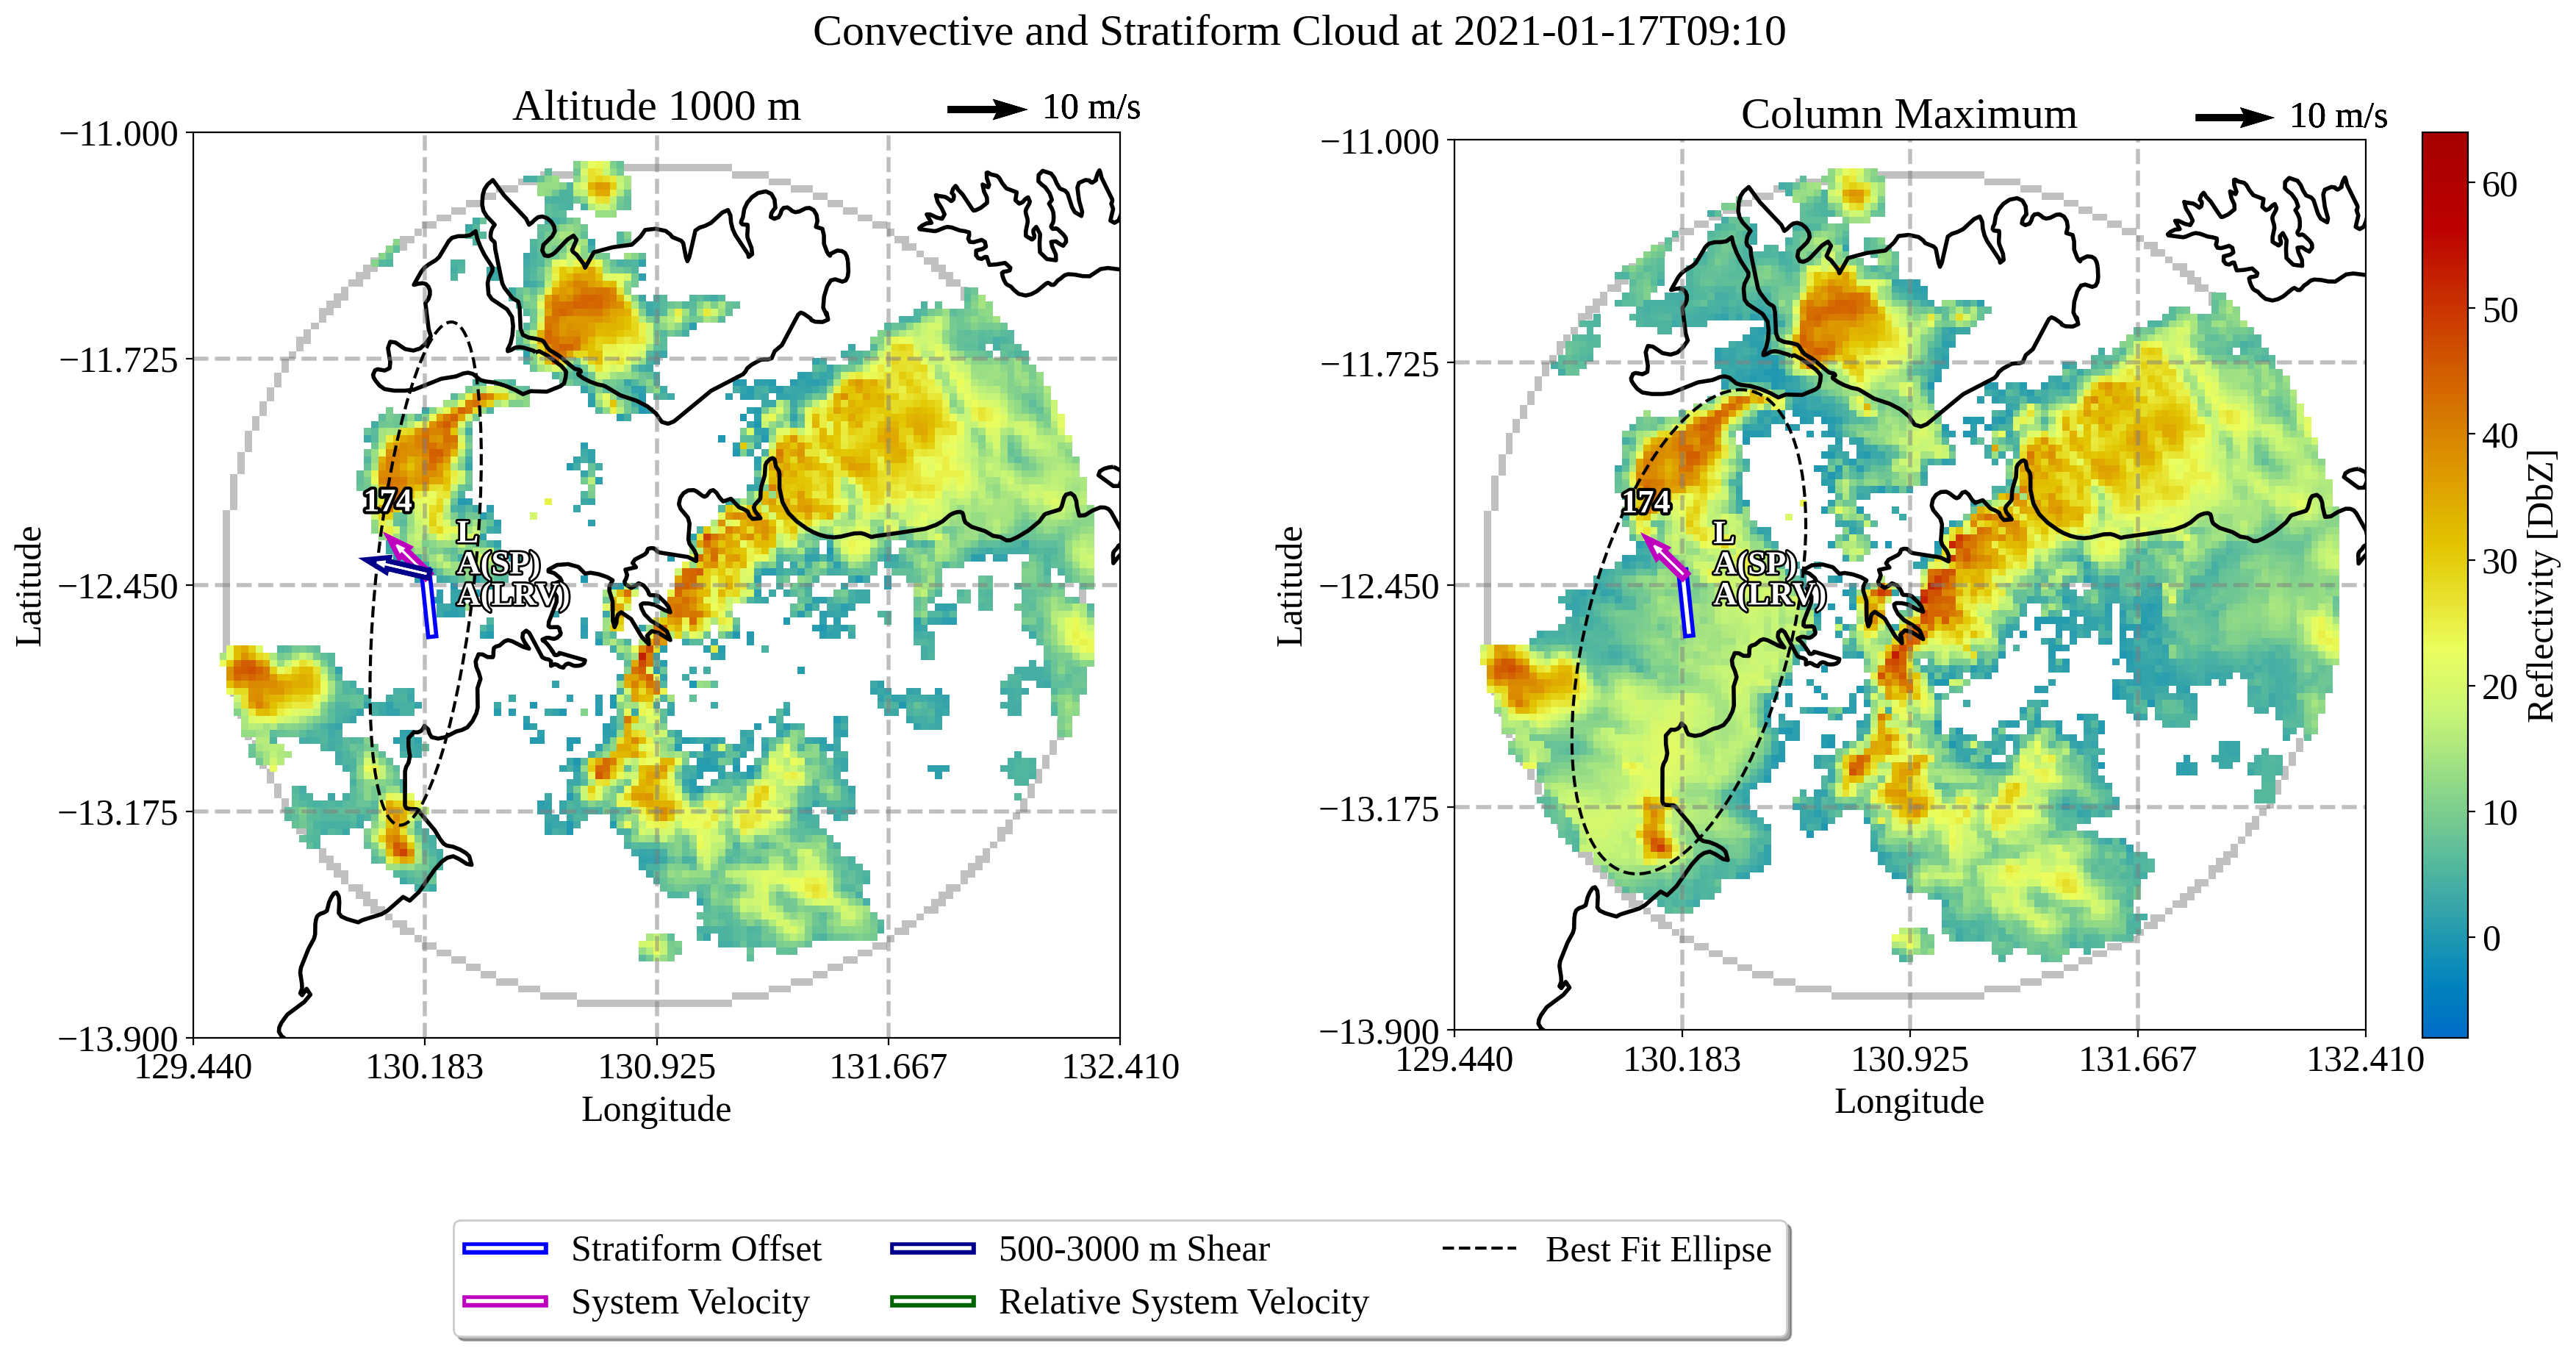 Convective and Stratiform Cloud at 2021-01-17T09:10
Altitude 1000 m
10 m/s
−11.000
−11.725
−12.450
−13.175
−13.900
Latitude
129.440
130.183
130.925
131.667
132.410
Longitude
174
L
A(SP)
A(LRV)
Column Maximum
10 m/s
−11.000
−11.725
−12.450
−13.175
−13.900
Latitude
129.440
130.183
130.925
131.667
132.410
Longitude
174
L
A(SP)
A(LRV)
60
50
40
30
20
10
0
Reflectivity [DbZ]
Stratiform Offset
System Velocity
500-3000 m Shear
Relative System Velocity
Best Fit Ellipse